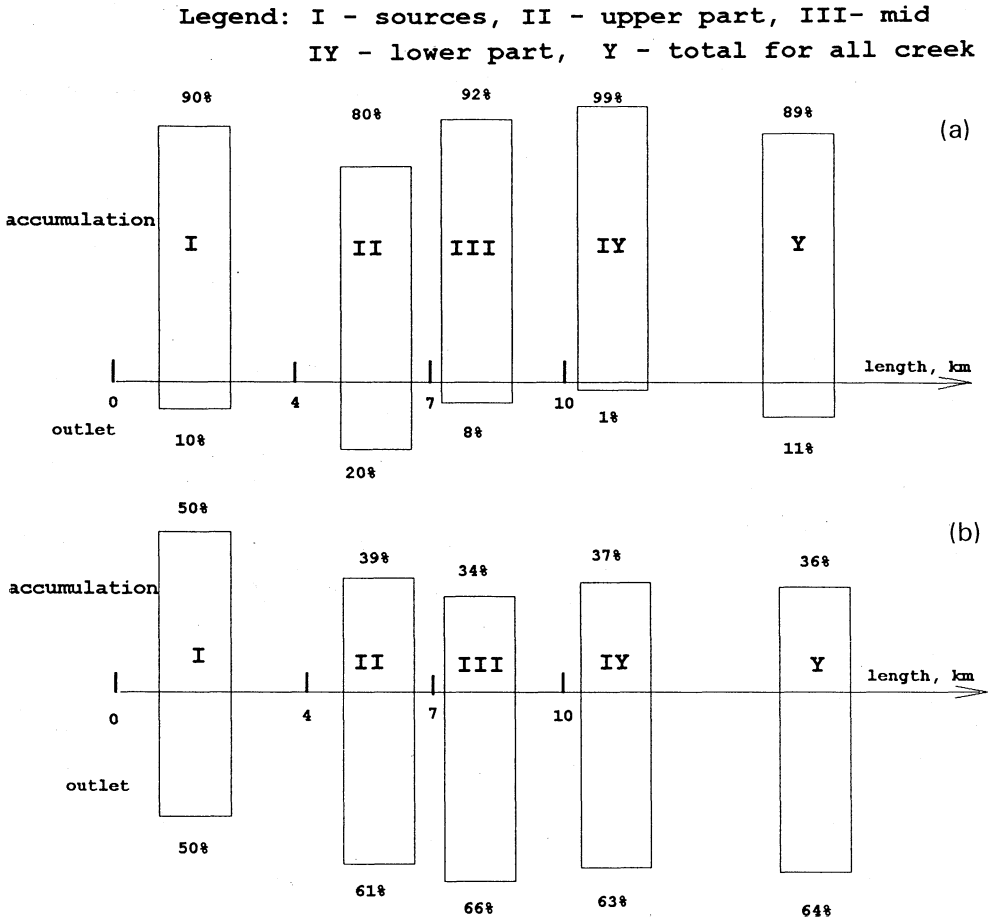 Legend: I - sources, II - upper part, III- mid
IY - lower part, Y - total for all creek
90% 80% 92% 99% 89%
(a)
accumulation
I II III IY Y
length, km
0 4 7 10
outlet
10% 20% 8% 1% 11%
50% 39% 34% 37% 36%
(b)
accumulation
I II III IY Y
length, km
0 4 7 10
outlet
50% 61% 66% 63% 64%